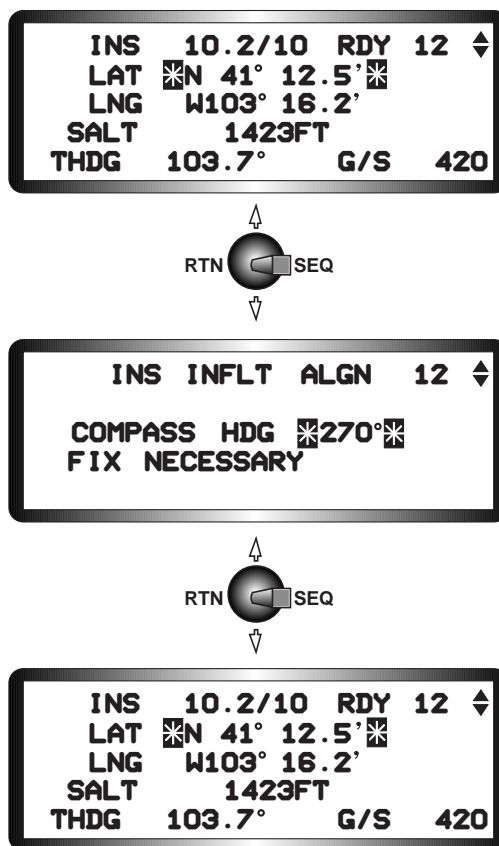 INS 10.2/10 RDY 12
LAT *N 41° 12.5'*
LNG W103° 16.2'
SALT 1423FT
THDG 103.7° G/S 420
RTN SEQ
INS INFLT ALGN 12
COMPASS HDG *270°*
FIX NECESSARY
RTN SEQ
INS 10.2/10 RDY 12
LAT *N 41° 12.5'*
LNG W103° 16.2'
SALT 1423FT
THDG 103.7° G/S 420